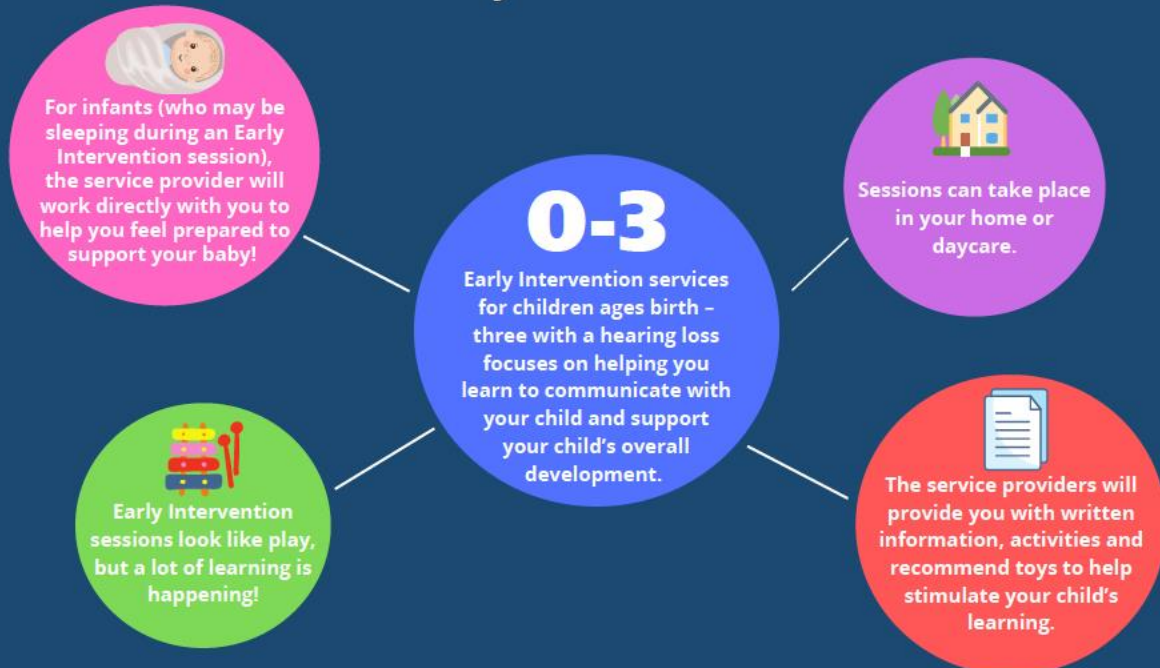 For infants (who may be
sleeping during an Early
Intervention session),
the service provider will
work directly with you to
help you feel prepared to
support your baby!
0-3
Early Intervention services
for children ages birth –
three with a hearing loss
focuses on helping you
learn to communicate with
your child and support
your child’s overall
development.
Sessions can take place
in your home or
daycare.
Early Intervention
sessions look like play,
but a lot of learning is
happening!
The service providers will
provide you with written
information, activities and
recommend toys to help
stimulate your child’s
learning.